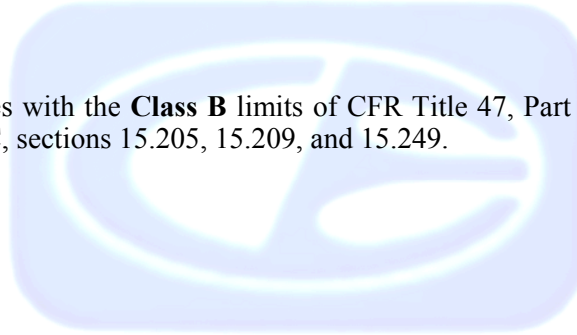 with the Class B limits of CFR Title 47, Part
sections 15.205, 15.209, and 15.249.